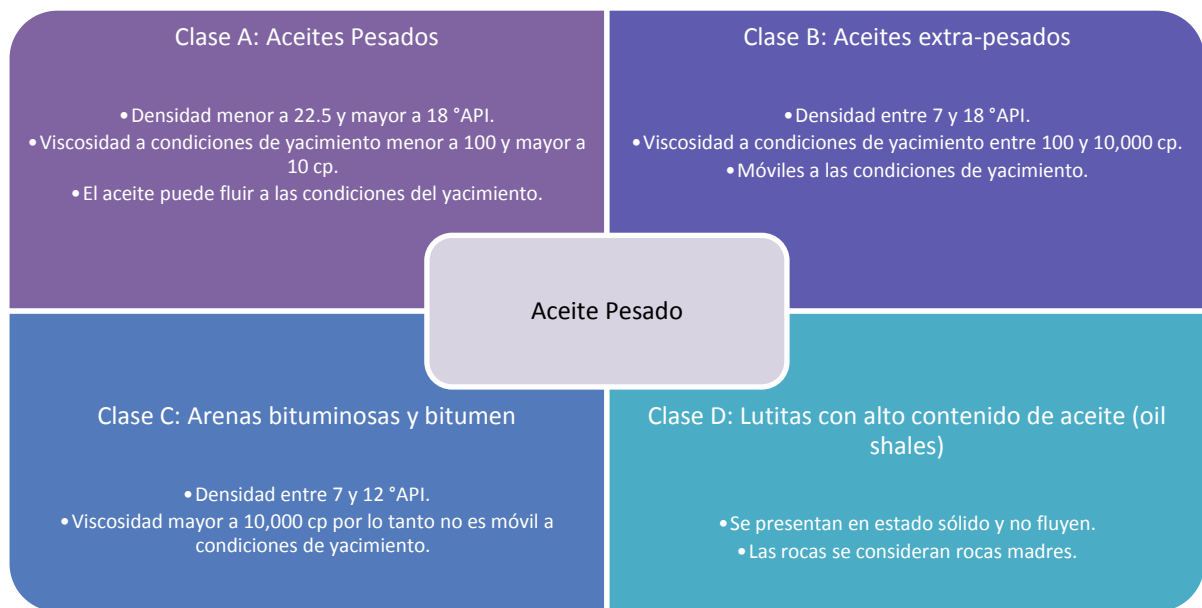 Clase A: Aceites Pesados
•Densidad menor a 22.5 y mayor a 18 °API.
•Viscosidad a condiciones de yacimiento menor a 100 y mayor a
10 cp.
•El aceite puede fluir a las condiciones del yacimiento.
Clase B: Aceites extra-pesados
•Densidad entre 7 y 18 °API.
•Viscosidad a condiciones de yacimiento entre 100 y 10,000 cp.
•Móviles a las condiciones de yacimiento.
Aceite Pesado
Clase C: Arenas bituminosas y bitumen
•Densidad entre 7 y 12 °API.
•Viscosidad mayor a 10,000 cp por lo tanto no es móvil a
condiciones de yacimiento.
Clase D: Lutitas con alto contenido de aceite (oil
shales)
•Se presentan en estado sólido y no fluyen.
•Las rocas se consideran rocas madres.